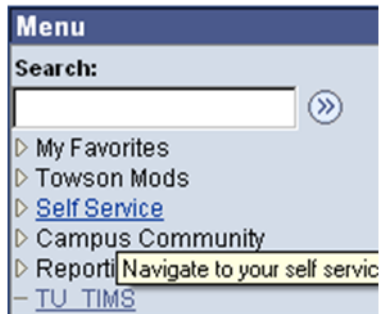 Menu
Search:
My Favorites
Towson Mods
Self Service
Campus Community
Reporti
Navigate to your self servic
TU_TIMS